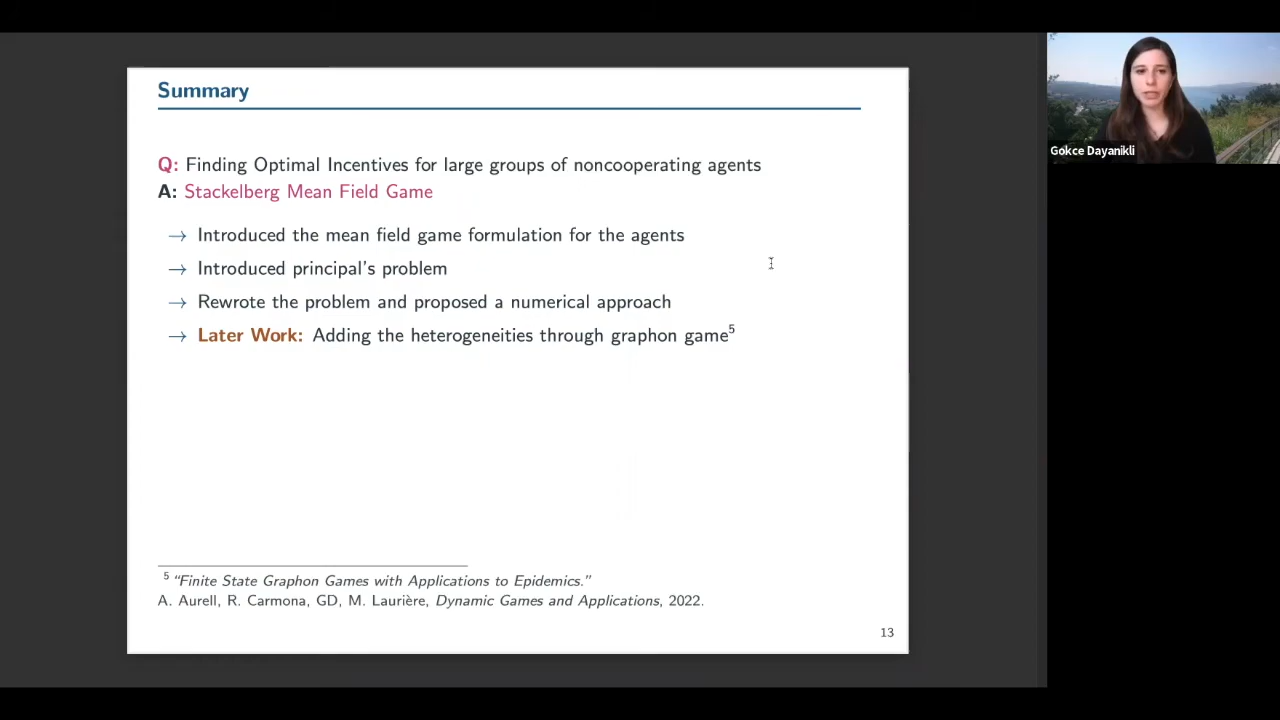 Summary
Q: Finding Optimal Incentives for large groups of noncooperating agents
A: Stackelberg Mean Field Game
→ Introduced the mean field game formulation for the agents
→ Introduced principal's problem
→ Rewrote the problem and proposed a numerical approach
→ Later Work: Adding the heterogeneities through graphon game5
5 “Finite State Graphon Games with Applications to Epidemics.”
A. Aurell, R. Carmona, GD, M. Laurière, Dynamic Games and Applications, 2022.
13
Gokce Dayanikli